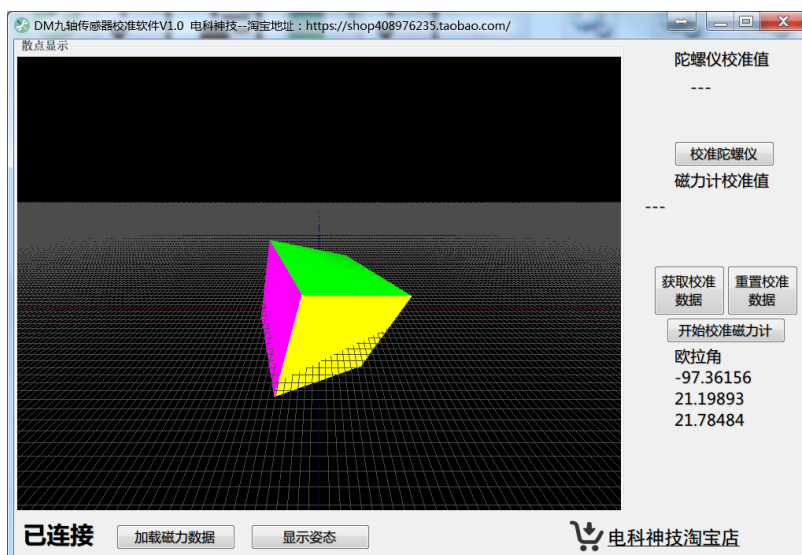 DM九轴传感器校准软件V1.0 电科神技--淘宝地址：https://shop408976235.taobao.com/
散点显示
陀螺仪校准值
---
校准陀螺仪
磁力计校准值
---
获取校准
数据
重置校准
数据
开始校准磁力计
欧拉角
-97.36156
21.19893
21.78484
已连接
加载磁力数据
显示姿态
电科神技淘宝店